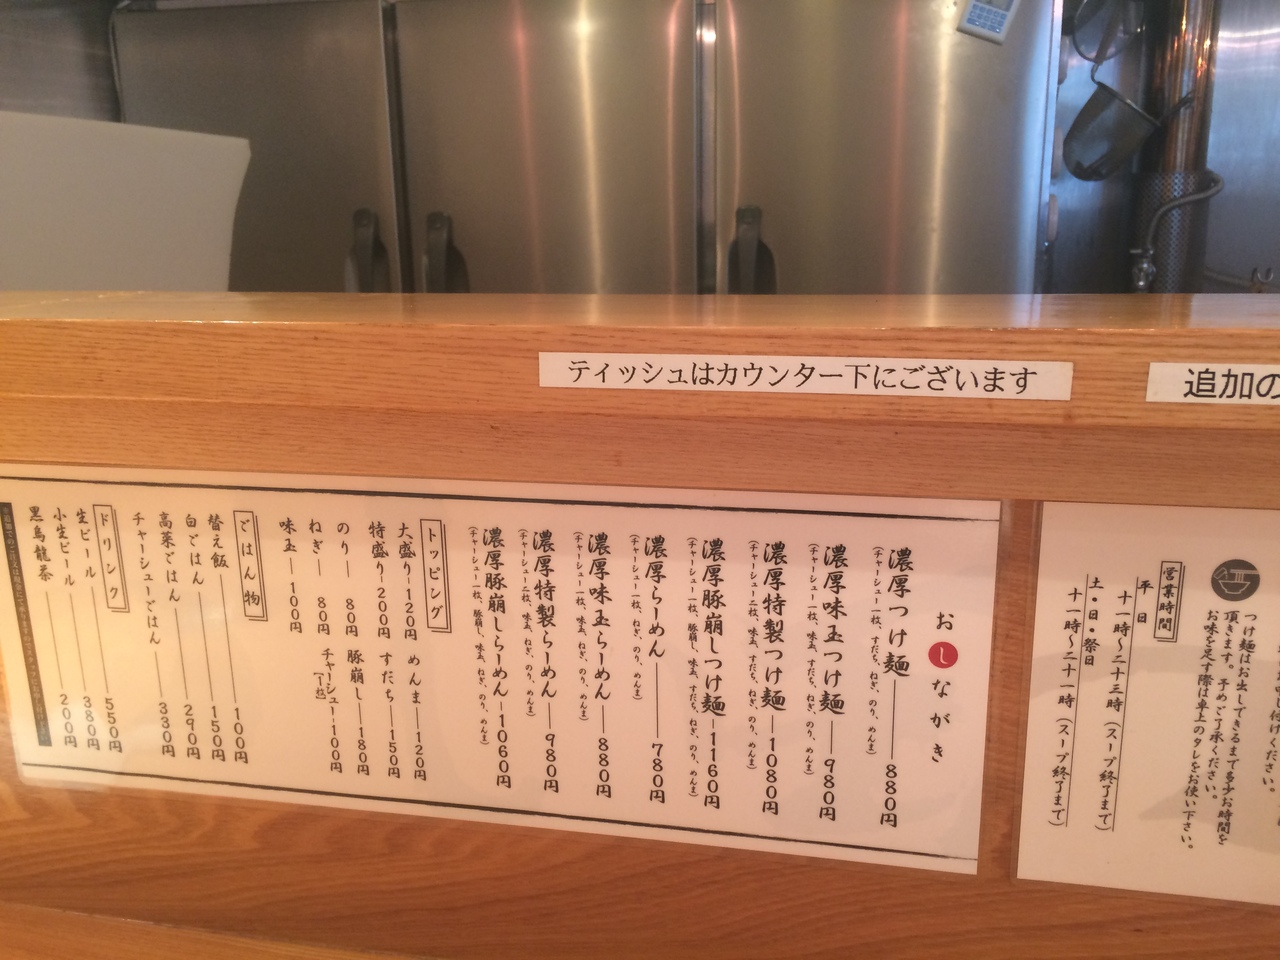 ティッシュはカウンター下にございます
追加の
おしながき
濃厚つけ麺 880円
(チャーシュー一枚、すだち、ねぎ、のり、めんま)
濃厚味玉つけ麺 980円
(チャーシュー一枚、味玉、すだち、ねぎ、のり、めんま)
濃厚特製つけ麺 1080円
(チャーシュー二枚、味玉、すだち、ねぎ、のり、めんま)
濃厚豚崩しつけ麺 1160円
(チャーシュー一枚、豚崩し、味玉、すだち、ねぎ、のり、めんま)
濃厚らーめん 780円
(チャーシュー一枚、ねぎ、のり、めんま)
濃厚味玉らーめん 880円
(チャーシュー一枚、味玉、ねぎ、のり、めんま)
濃厚特製らーめん 980円
(チャーシュー二枚、味玉、ねぎ、のり、めんま)
濃厚豚崩しらーめん 1060円
(チャーシュー一枚、豚崩し、味玉、ねぎ、のり、めんま)
トッピング
大盛り 120円 めんま 120円
特盛り 200円 すだち 150円
のり 80円 豚崩し 180円
ねぎ 80円 チャーシュー(1枚) 100円
味玉 100円
ごはん物
替え飯 100円
白ごはん 150円
高菜ごはん 290円
チャーシューごはん 330円
ドリンク
生ビール 550円
小生ビール 380円
黒烏龍茶 200円
つけ麺はお出しできるまで多少お時間を
頂きます。予めご了承ください。
お味を足す際は卓上のタレをお使い下さい。
営業時間
平日
十一時〜二十三時(スープ終了まで)
土・日・祭日
十一時〜二十一時(スープ終了まで)